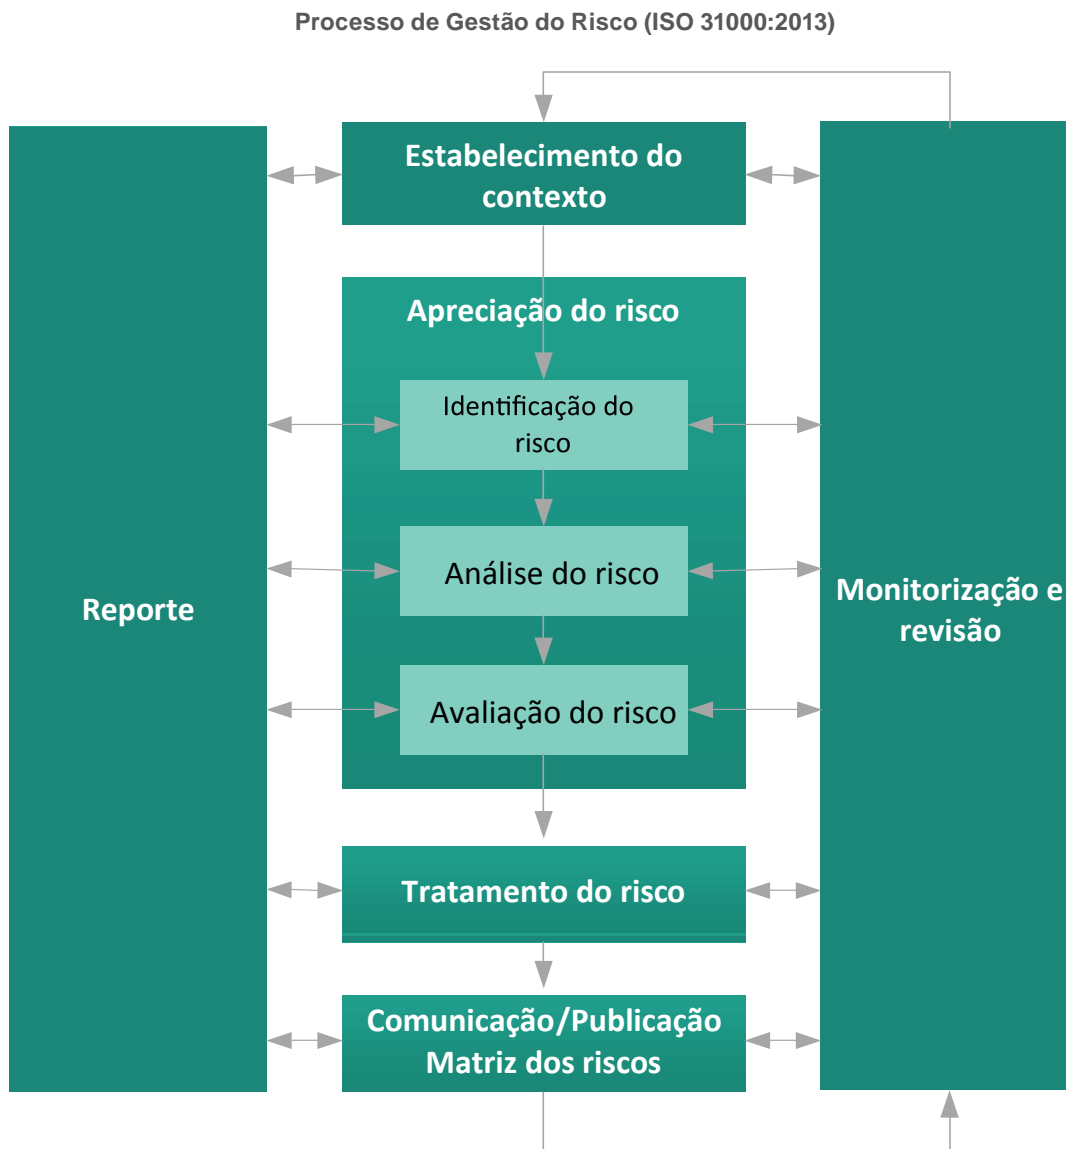 Processo de Gestão do Risco (ISO 31000:2013)
Estabelecimento do
contexto
Apreciação do risco
Identificação do
risco
Análise do risco
Avaliação do risco
Reporte
Monitorização e
revisão
Tratamento do risco
Comunicação/Publicação
Matriz dos riscos